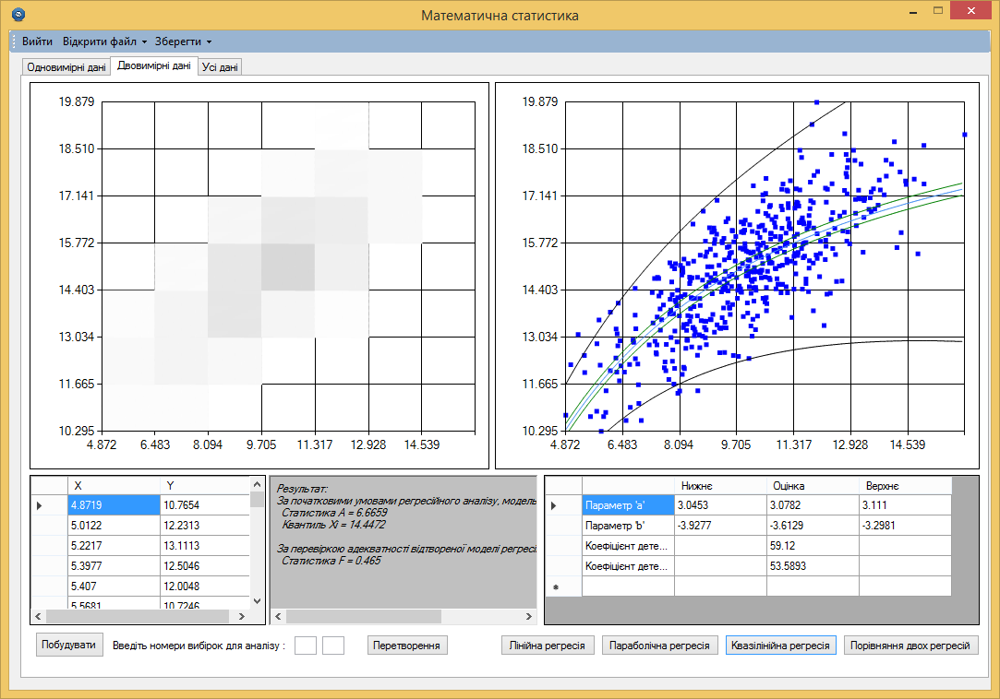 Математична статистика
Вийти Відкрити файл Зберегти
Одновимірні дані Двовимірні дані Усі дані
19.879
18.510
17.141
15.772
14.403
13.034
11.665
10.295
4.872 6.483 8.094 9.705 11.317 12.928 14.539
19.879
18.510
17.141
15.772
14.403
13.034
11.665
10.295
4.872 6.483 8.094 9.705 11.317 12.928 14.539
X Y
4.8719 10.7654
5.0122 12.2313
5.2217 13.1113
5.3977 12.5046
5.407 12.0048
5.5681 10.7246
Результат:
За початковими умовами регресійного аналізу, модель
Статистика A = 6.6659
Квантиль Xi = 14.4472
За перевіркою адекватності відтвореної моделі регресі
Статистика F = 0.465
Нижнє Оцінка Верхнє
Параметр 'a' 3.0453 3.0782 3.111
Параметр 'b' -3.9277 -3.6129 -3.2981
Коефіцієнт дете... 59.12
Коефіцієнт дете... 53.5893
Побудувати Введіть номери вибірок для аналізу : Перетворення Лінійна регресія Параболічна регресія Квазілінійна регресія Порівняння двох регресій